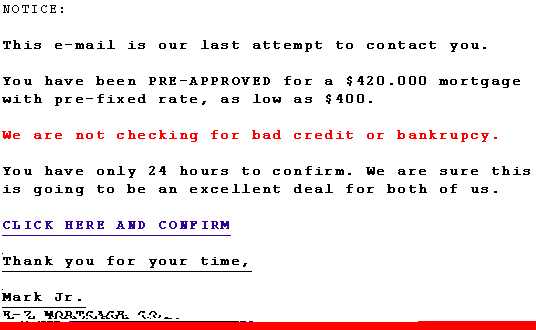 NOTICE:
This e-mail is our last attempt to contact you.
You have been PRE-APPROVED for a $420.000 mortgage
with pre-fixed rate, as low as $400.
We are not checking for bad credit or bankrupcy.
You have only 24 hours to confirm. We are sure this
is going to be an excellent deal for both of us.
CLICK HERE AND CONFIRM
Thank you for your time,
Mark Jr.
E-Z MORTGAGE CO.